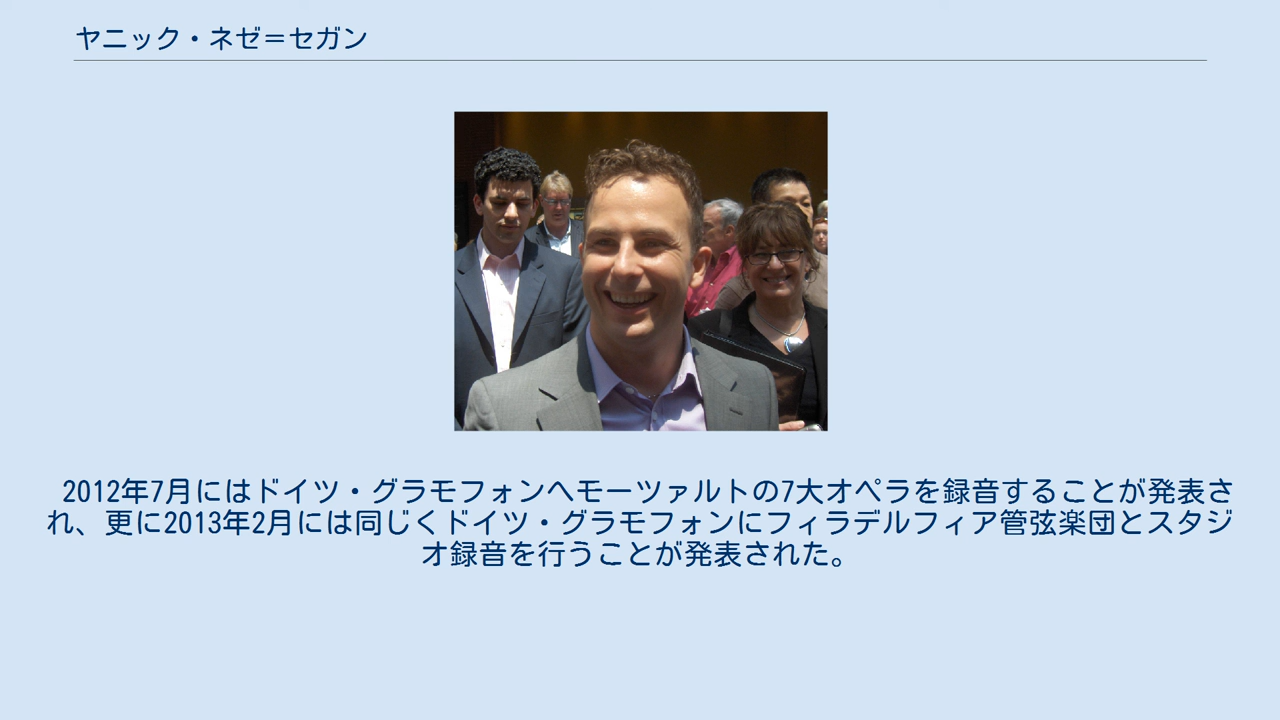 ヤニック・ネゼ＝セガン
2012年7月にはドイツ・グラモフォンへモーツァルトの7大オペラを録音することが発表さ
れ、更に2013年2月には同じくドイツ・グラモフォンにフィラデルフィア管弦楽団とスタジ
オ録音を行うことが発表された。